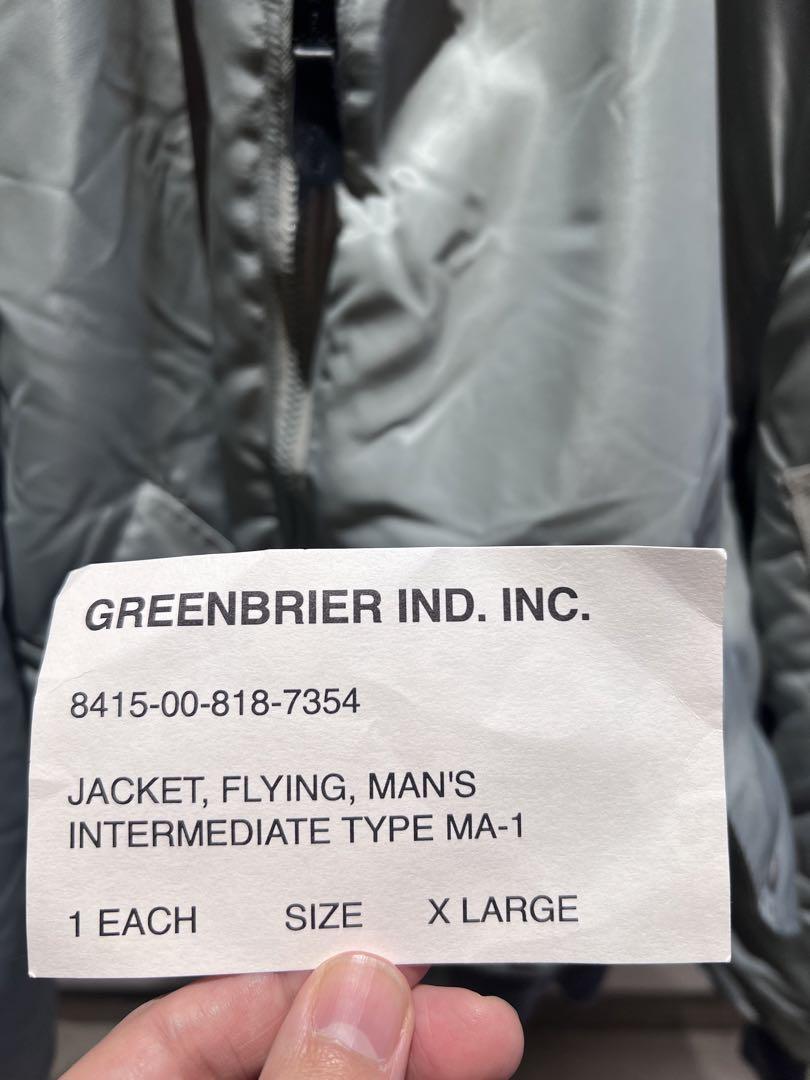 GREENBRIER IND. INC.
8415-00-818-7354
JACKET, FLYING, MAN'S
INTERMEDIATE TYPE MA-1
1 EACH SIZE X LARGE